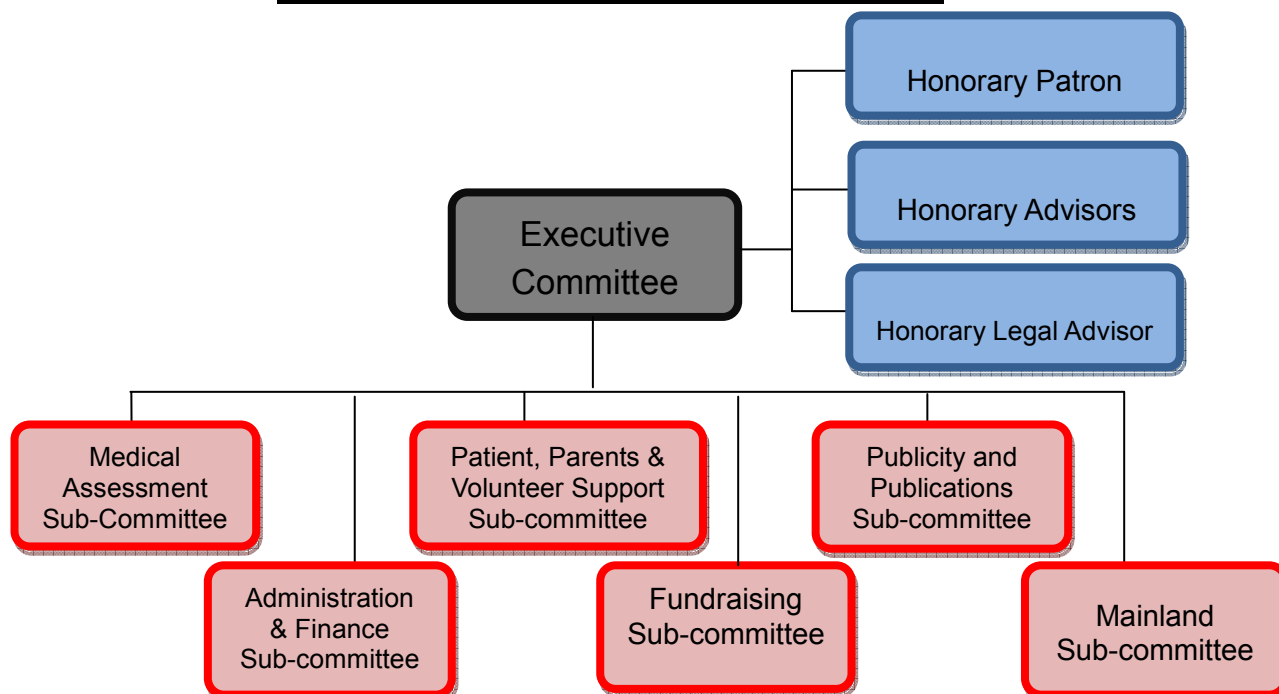 Honorary Patron
Honorary Advisors
Executive
Committee
Honorary Legal Advisor
Medical
Assessment
Sub-Committee
Patient, Parents &
Volunteer Support
Sub-committee
Publicity and
Publications
Sub-committee
Administration
& Finance
Sub-committee
Fundraising
Sub-committee
Mainland
Sub-committee